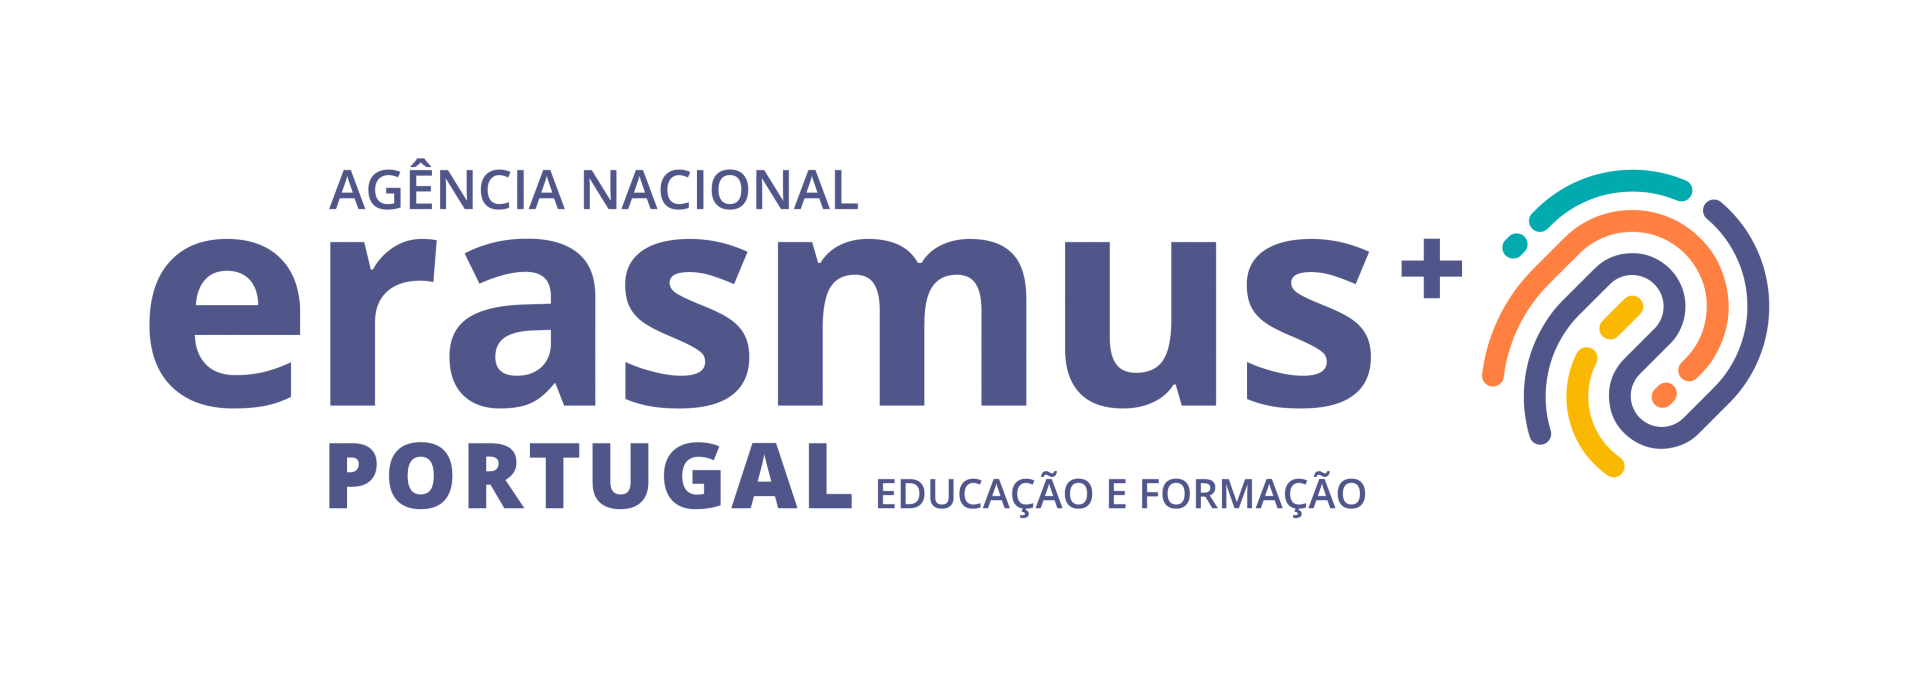 AGÊNCIA NACIONAL
erasmus+
PORTUGAL EDUCAÇÃO E FORMAÇÃO